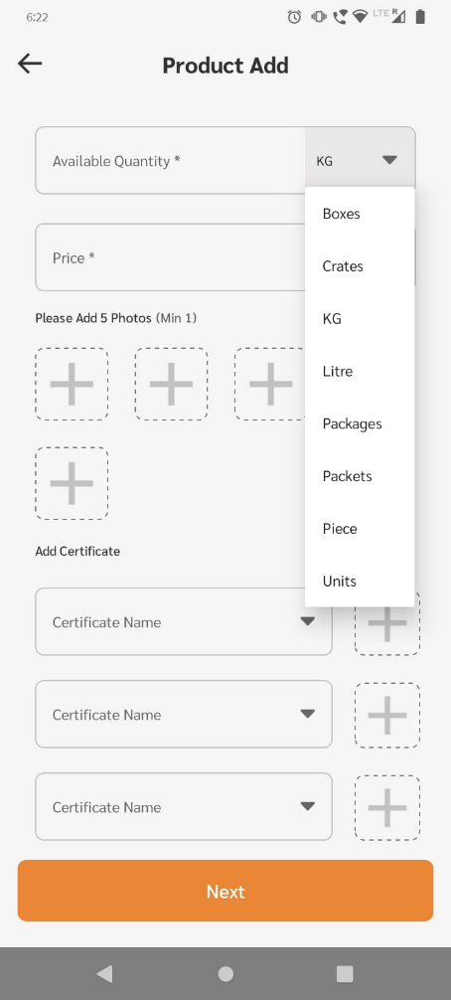 6:22
LTE R
Product Add
Available Quantity *
KG
Boxes
Crates
KG
Litre
Packages
Packets
Piece
Units
Price *
Please Add 5 Photos (Min 1)
Add Certificate
Certificate Name
Certificate Name
Certificate Name
Next